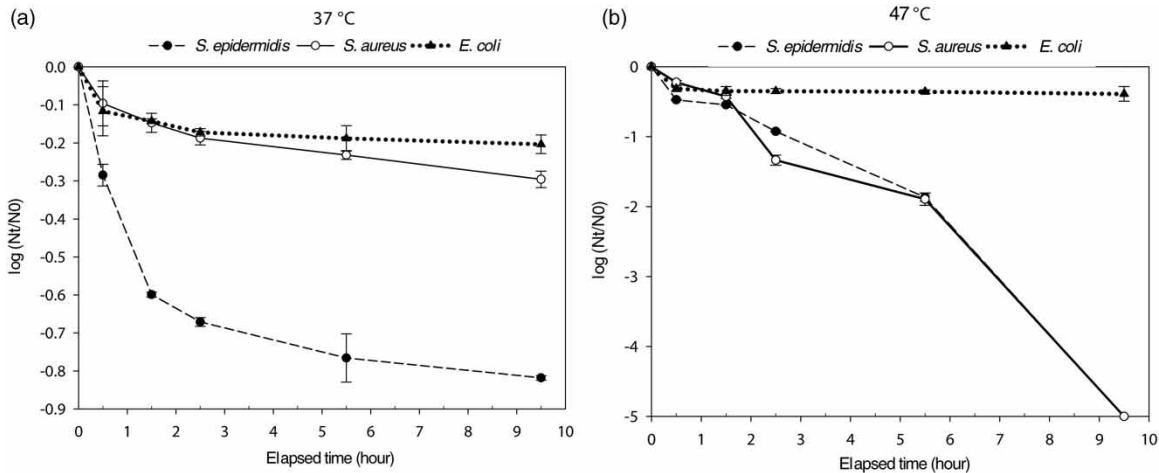 (a)
37 °C
S. epidermidis S. aureus E. coli
0.0
-0.1
-0.2
-0.3
-0.4
-0.5
-0.6
-0.7
-0.8
-0.9
log (Nt/N0)
0 1 2 3 4 5 6 7 8 9 10
Elapsed time (hour)
(b)
47 °C
S. epidermidis S. aureus E. coli
0
-1
-2
-3
-4
-5
log (Nt/N0)
0 1 2 3 4 5 6 7 8 9 10
Elapsed time (hour)